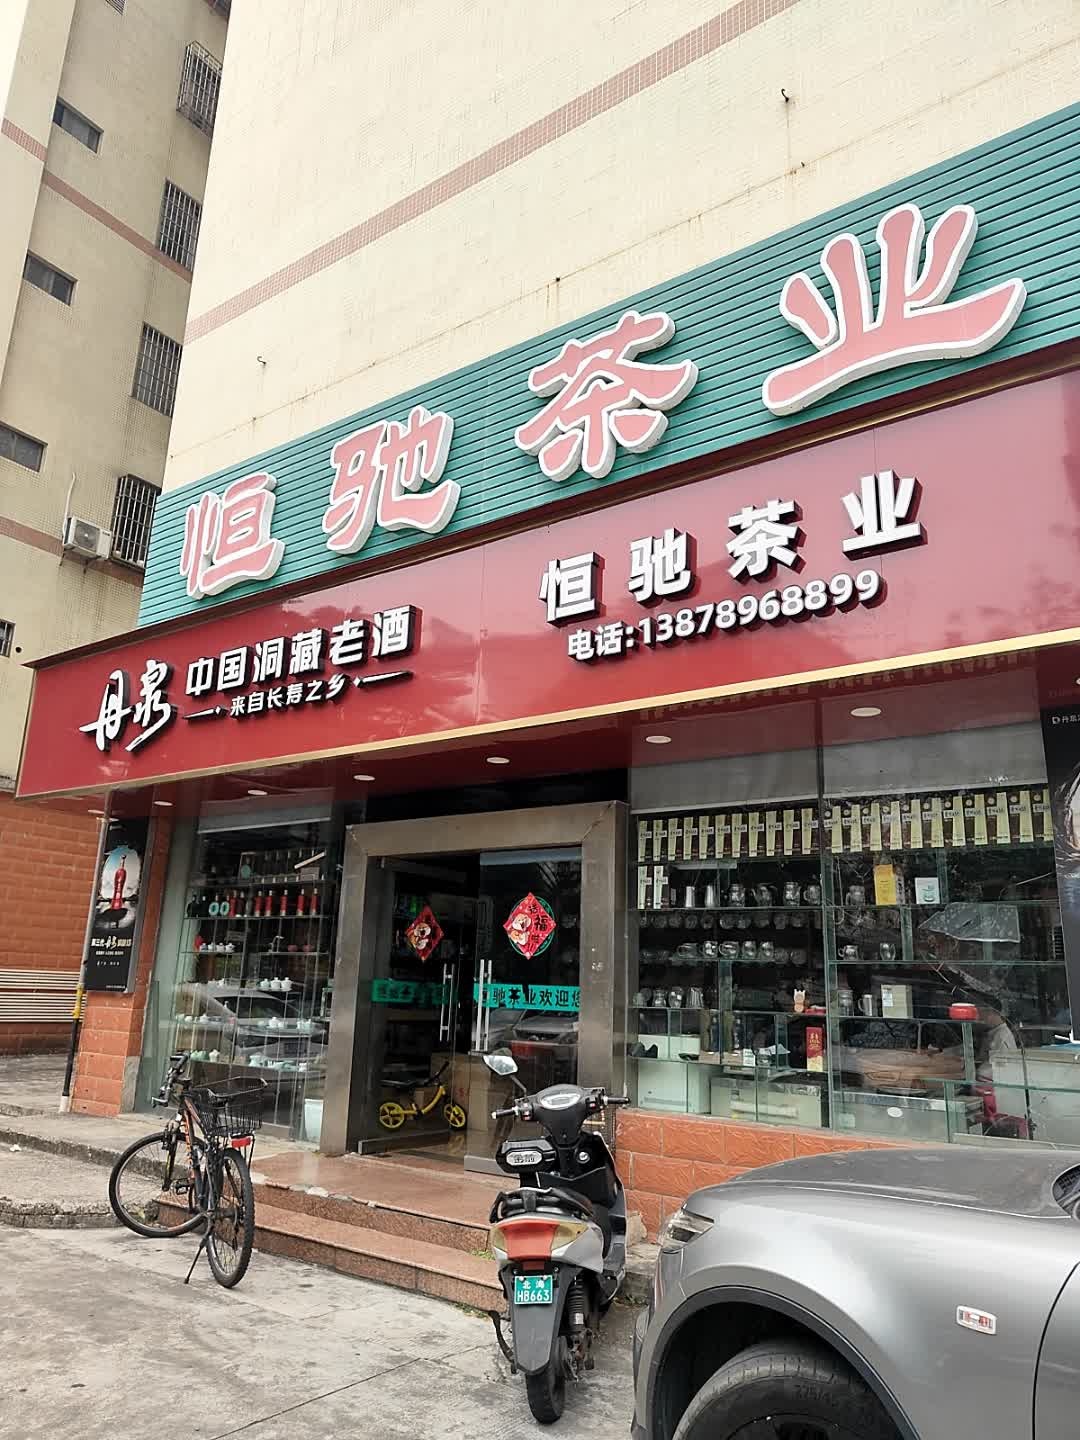 恒驰茶业
恒驰茶业
电话:13878968899
丹泉
中国洞藏老酒
来自长寿之乡
福
驰茶业欢迎您
北海
HB663